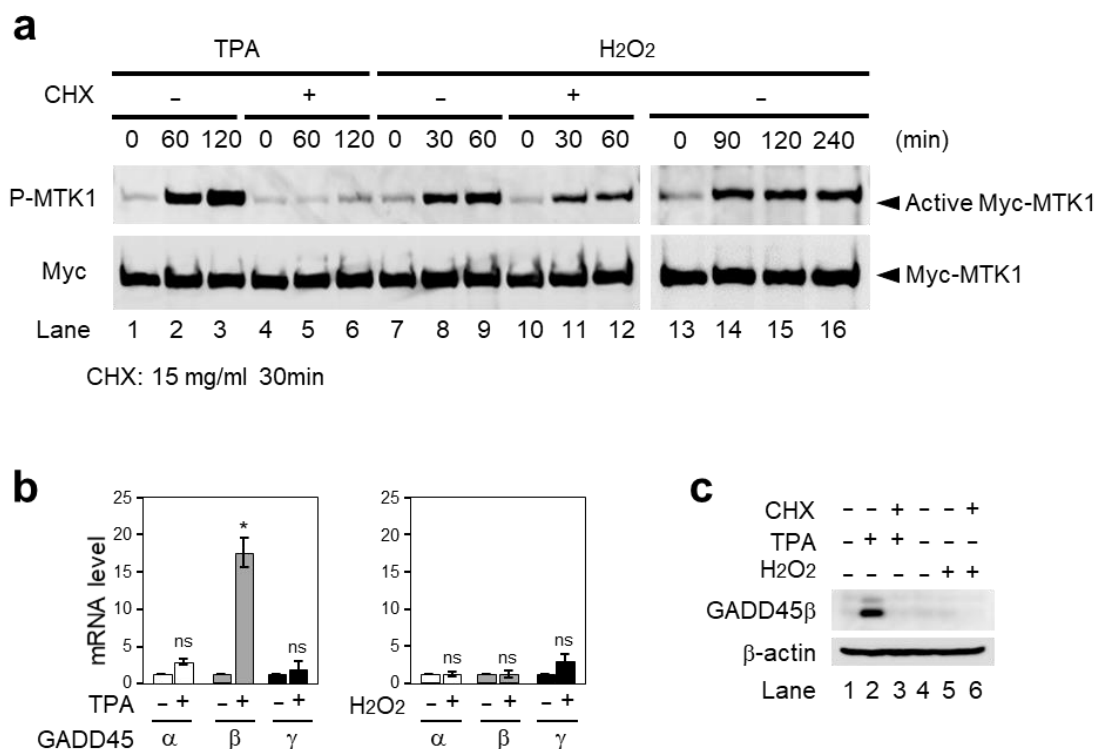 a
TPA H2O2
CHX – + – + –
0 60 120 0 60 120 0 30 60 0 30 60 0 90 120 240 (min)
P-MTK1 Active Myc-MTK1
Myc Myc-MTK1
Lane 1 2 3 4 5 6 7 8 9 10 11 12 13 14 15 16
CHX: 15 mg/ml 30min
b
mRNA level
25
20
15
10
5
0
ns * ns
TPA – + – + – +
GADD45 α β γ
25
20
15
10
5
0
ns ns ns
H2O2 – + – + – +
α β γ
c
CHX – – + – – +
TPA – + + –
H2O2 – – – – + +
GADD45β
β-actin
Lane 1 2 3 4 5 6